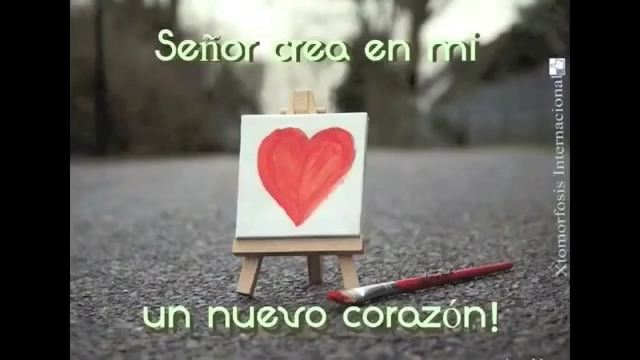 Señor crea en mi
un nuevo corazón!
Xtomorfosis Internacional